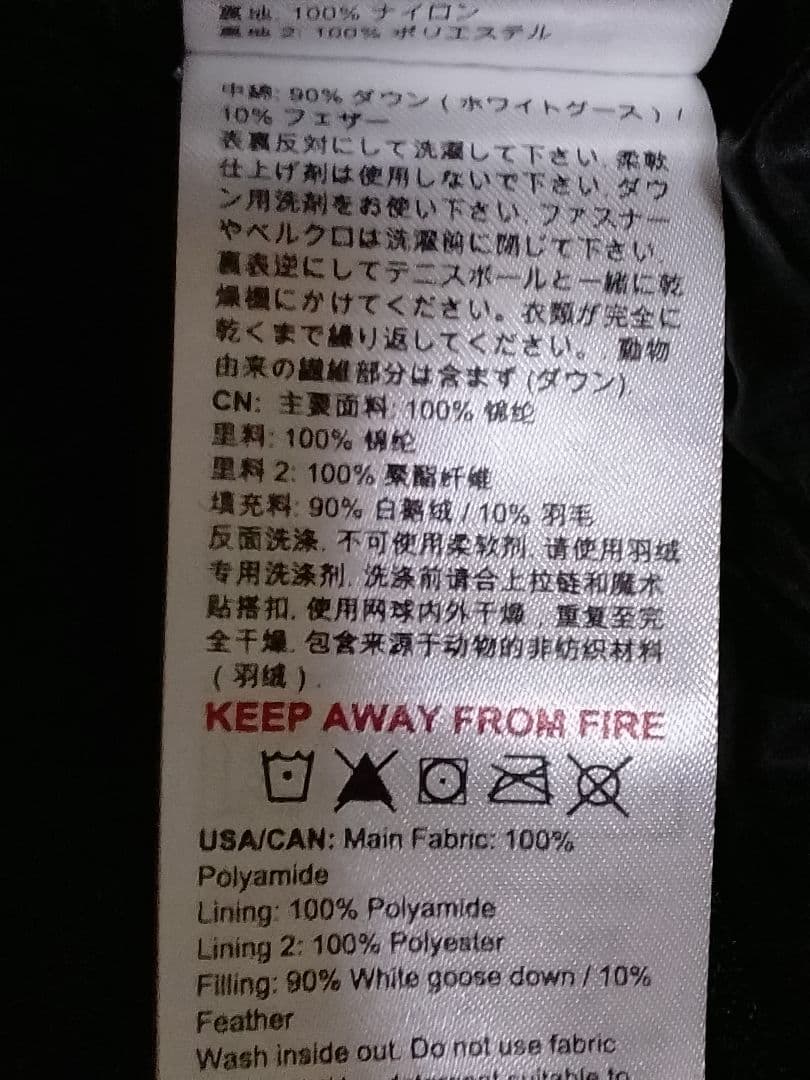 裏地. 100% ナイロン
裏地 2: 100% ポリエステル
中綿: 90% ダウン ( ホワイトグース ) /
10% フェザー
表裏反対にして洗濯して下さい. 柔軟
仕上げ剤は使用しないで下さい. ダウ
ン用洗剤をお使い下さい. ファスナー
やベルクロは洗濯前に閉じて下さい.
裏表逆にしてテニスボールと一緒に乾
燥機にかけてください。衣類が完全に
乾くまで繰り返してください。 動物
由来の繊維部分は含まず (ダウン).
CN: 主要面料: 100% 锦纶
里料: 100% 锦纶
里料 2: 100% 聚酯纤维
填充料: 90% 白鹅绒 / 10% 羽毛
反面洗涤. 不可使用柔软剂. 请使用羽绒
专用洗涤剂. 洗涤前请合上拉链和魔术
贴搭扣. 使用网球内外干燥 , 重复至完
全干燥. 包含来源于动物的非纺织材料
( 羽绒 ) .
KEEP AWAY FROM FIRE
USA/CAN: Main Fabric: 100%
Polyamide
Lining: 100% Polyamide
Lining 2: 100% Polyester
Filling: 90% White goose down / 10%
Feather
Wash inside out. Do not use fabric
detergent suitable to